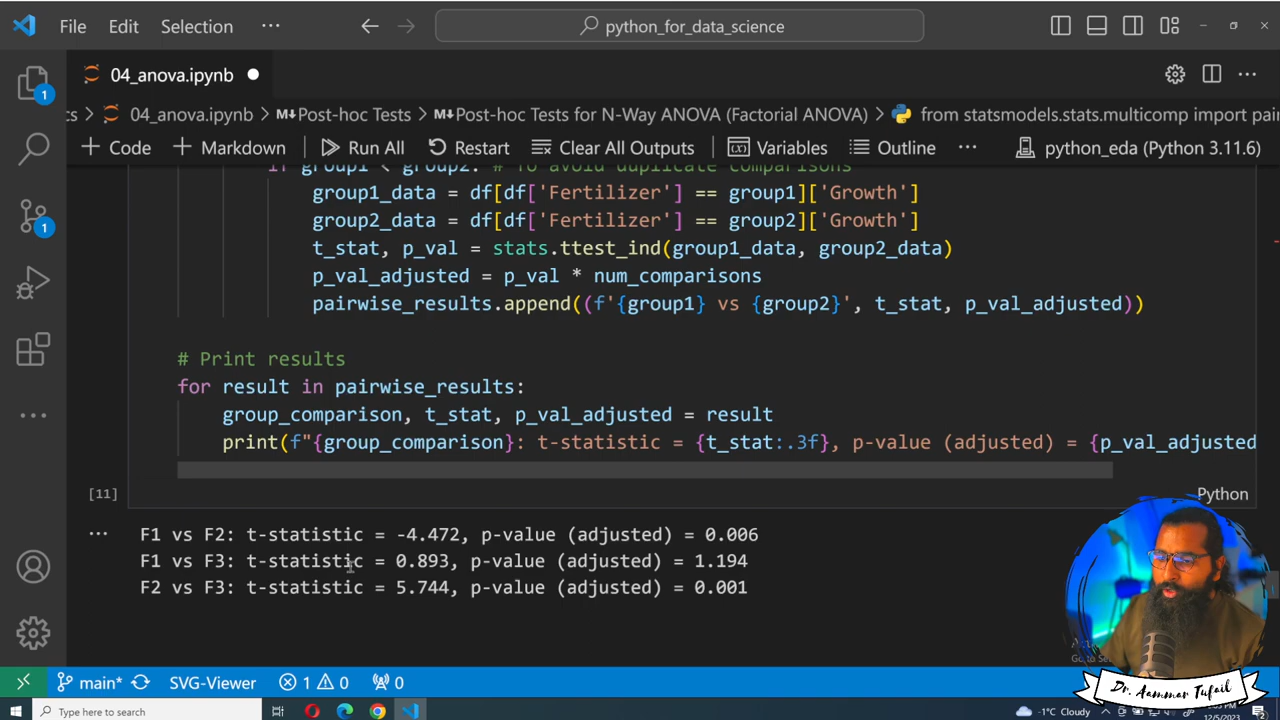 File Edit Selection ··· python_for_data_science
04_anova.ipynb
cs > 04_anova.ipynb > M↓Post-hoc Tests > M↓Post-hoc Tests for N-Way ANOVA (Factorial ANOVA) > from statsmodels.stats.multicomp import pai
+ Code + Markdown Run All Restart Clear All Outputs Variables Outline ··· python_eda (Python 3.11.6)
if group1 < group2: # To avoid duplicate comparisons
group1_data = df[df['Fertilizer'] == group1]['Growth']
group2_data = df[df['Fertilizer'] == group2]['Growth']
t_stat, p_val = stats.ttest_ind(group1_data, group2_data)
p_val_adjusted = p_val * num_comparisons
pairwise_results.append((f'{group1} vs {group2}', t_stat, p_val_adjusted))
# Print results
for result in pairwise_results:
group_comparison, t_stat, p_val_adjusted = result
print(f"{group_comparison}: t-statistic = {t_stat:.3f}, p-value (adjusted) = {p_val_adjusted
[11]
Python
F1 vs F2: t-statistic = -4.472, p-value (adjusted) = 0.006
F1 vs F3: t-statistic = 0.893, p-value (adjusted) = 1.194
F2 vs F3: t-statistic = 5.744, p-value (adjusted) = 0.001
Dr. Aammar Tufail
main* SVG-Viewer 1 0 0
Type here to search
-1°C Cloudy
12/5/2023